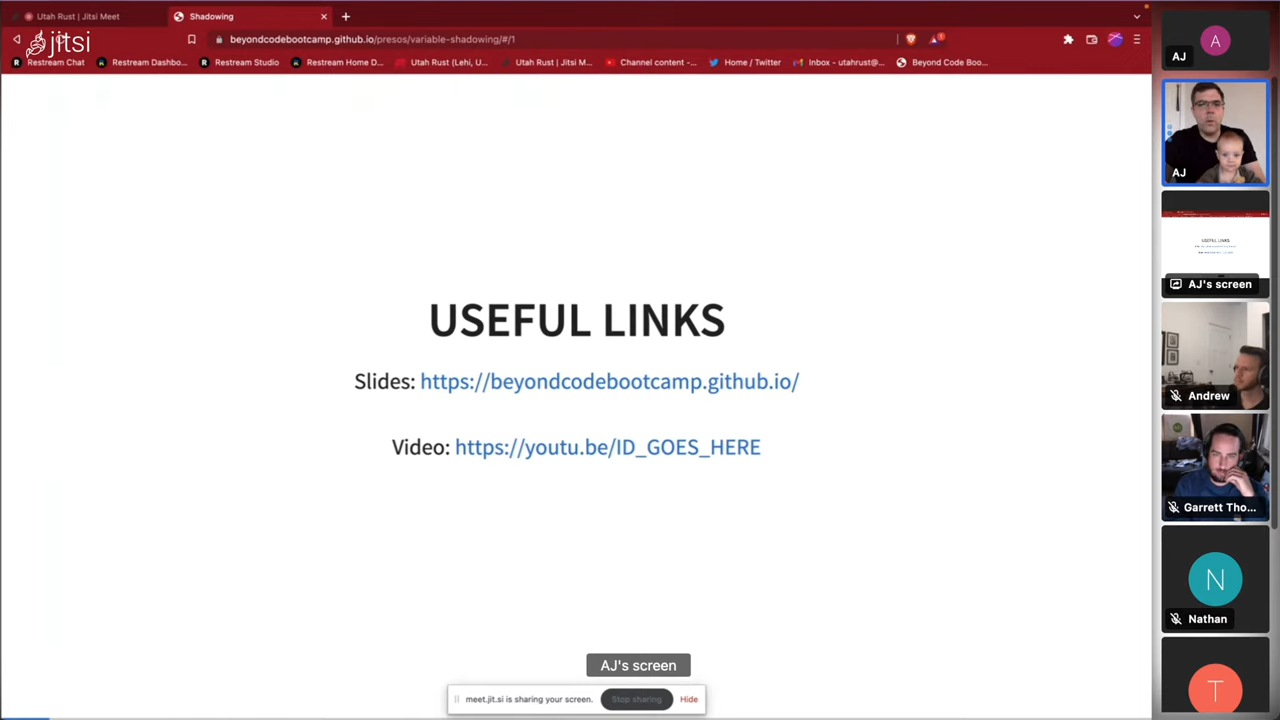 Utah Rust | Jitsi Meet
Shadowing
jitsi
beyondcodebootcamp.github.io/presos/variable-shadowing/#/1
Restream Chat
Restream Dashbo...
Restream Studio
Restream Home D...
Utah Rust (Lehi, U...
Utah Rust | Jitsi M...
Channel content -...
Home / Twitter
Inbox - utahrust@...
Beyond Code Boo...
USEFUL LINKS
Slides: https://beyondcodebootcamp.github.io/
Video: https://youtu.be/ID_GOES_HERE
AJ's screen
meet.jit.si is sharing your screen.
Stop sharing
Hide
A
AJ
AJ
USEFUL LINKS
AJ's screen
Andrew
Garrett Tho...
N
Nathan
T